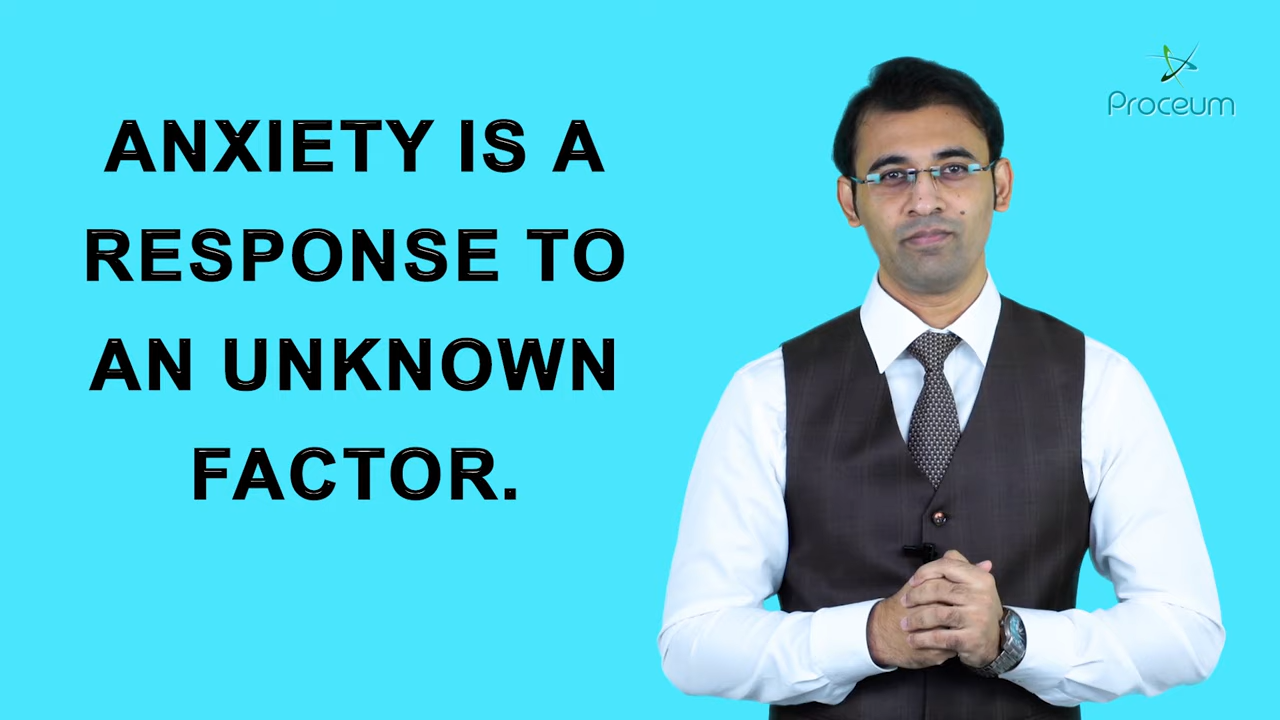 ANXIETY IS A
RESPONSE TO
AN UNKNOWN
FACTOR.
Proceum